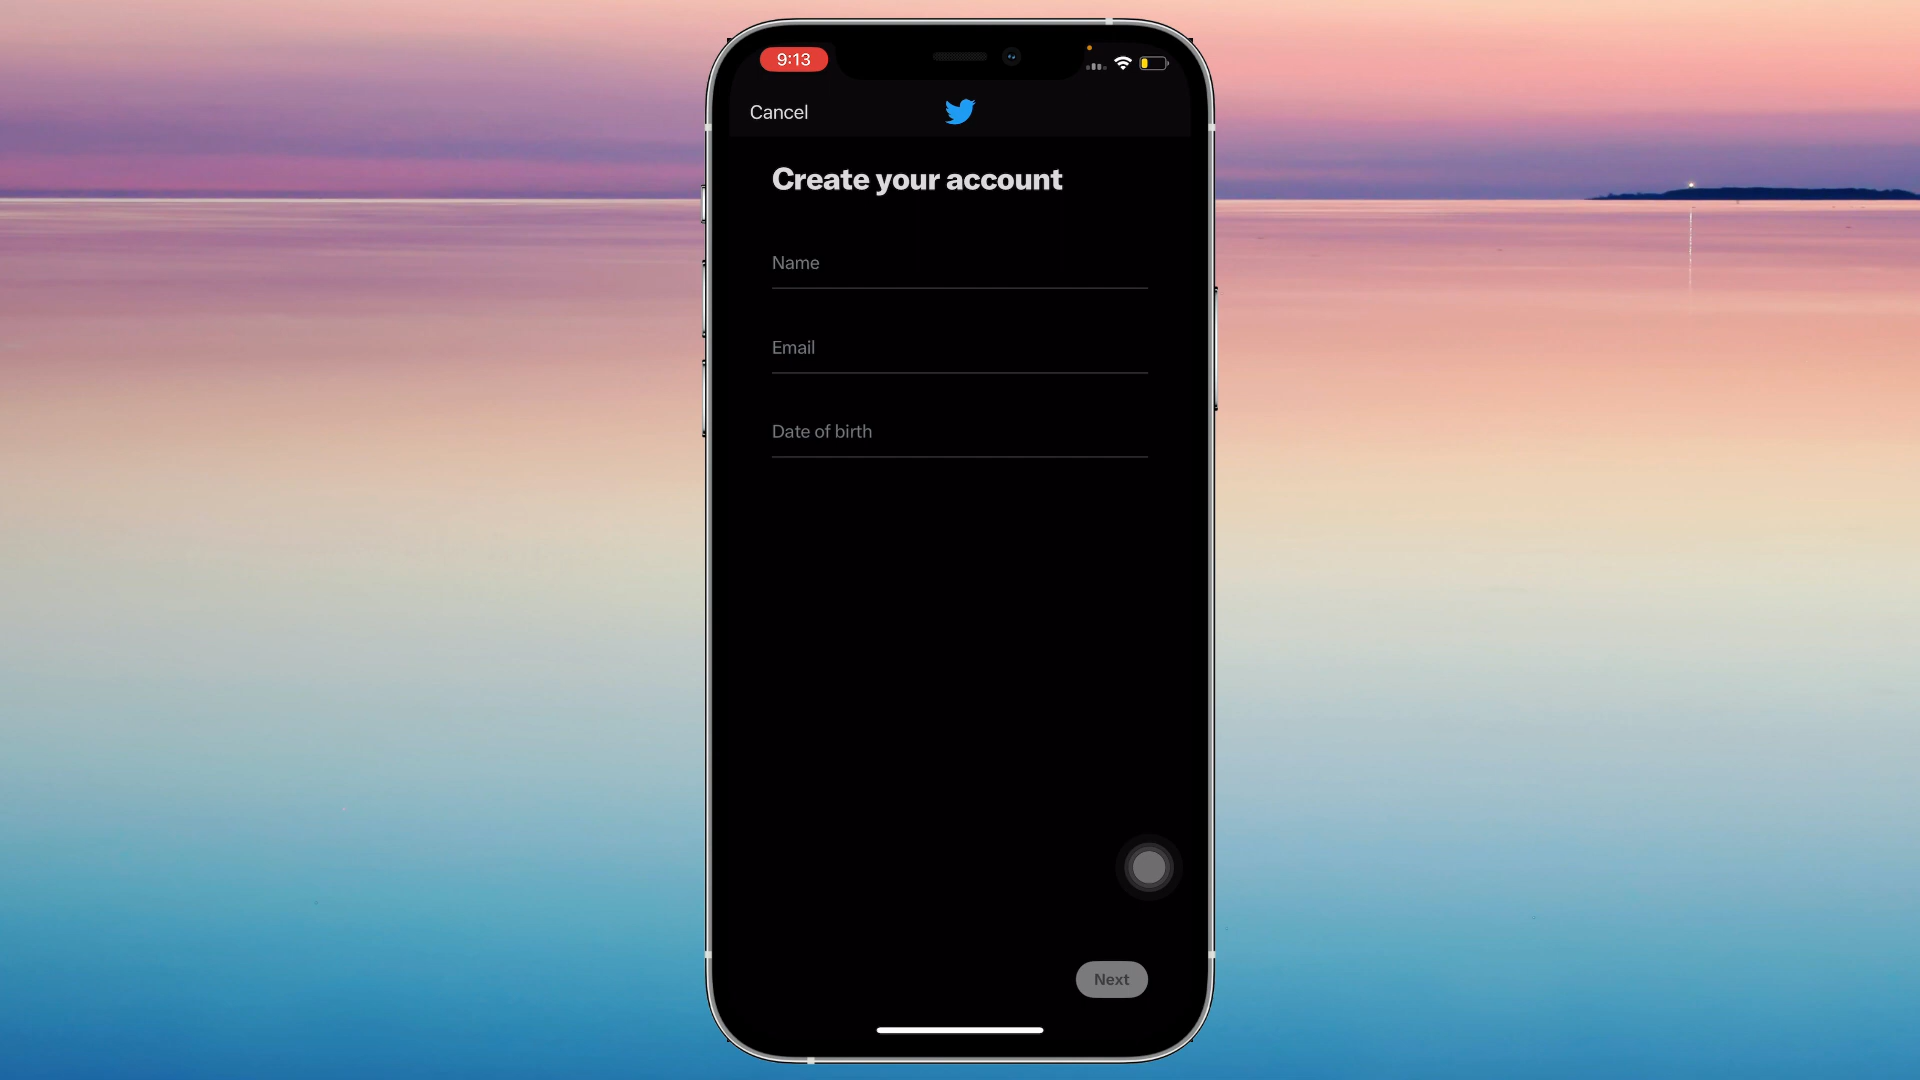 9:13
Cancel
Create your account
Name
Email
Date of birth
Next